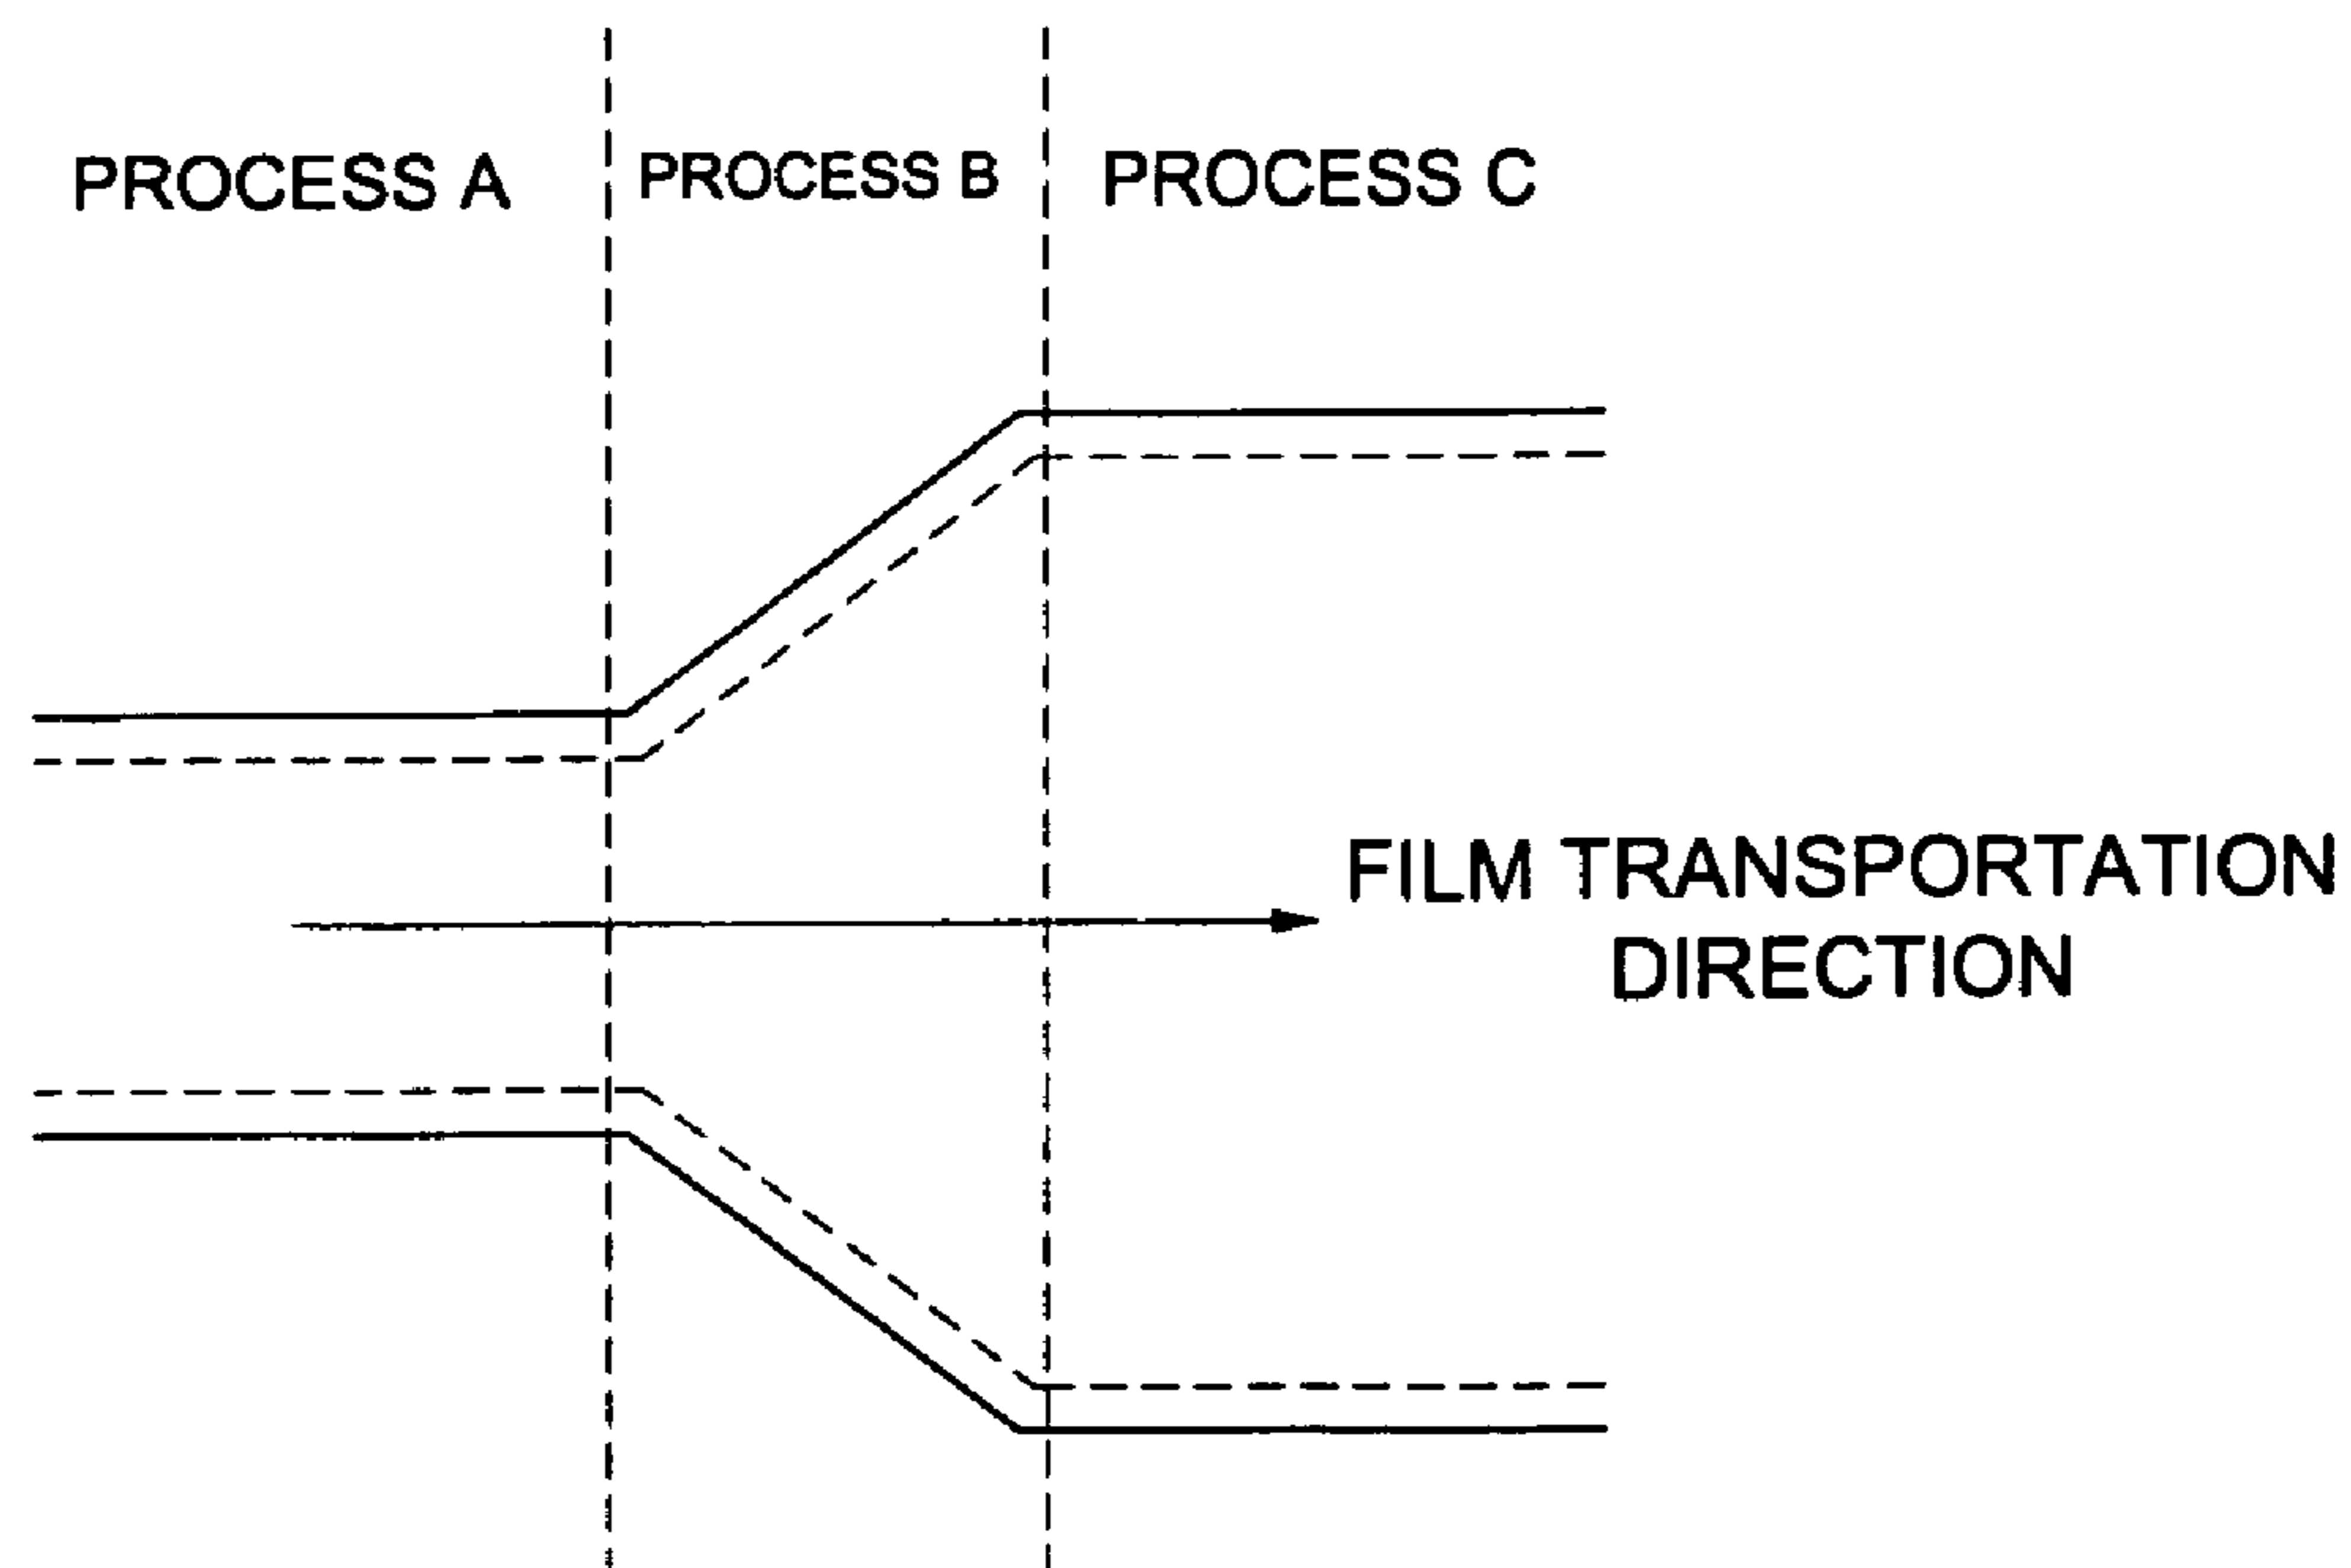 PROCESS A
PROCESS B
PROCESS C
FILM TRANSPORTATION
DIRECTION